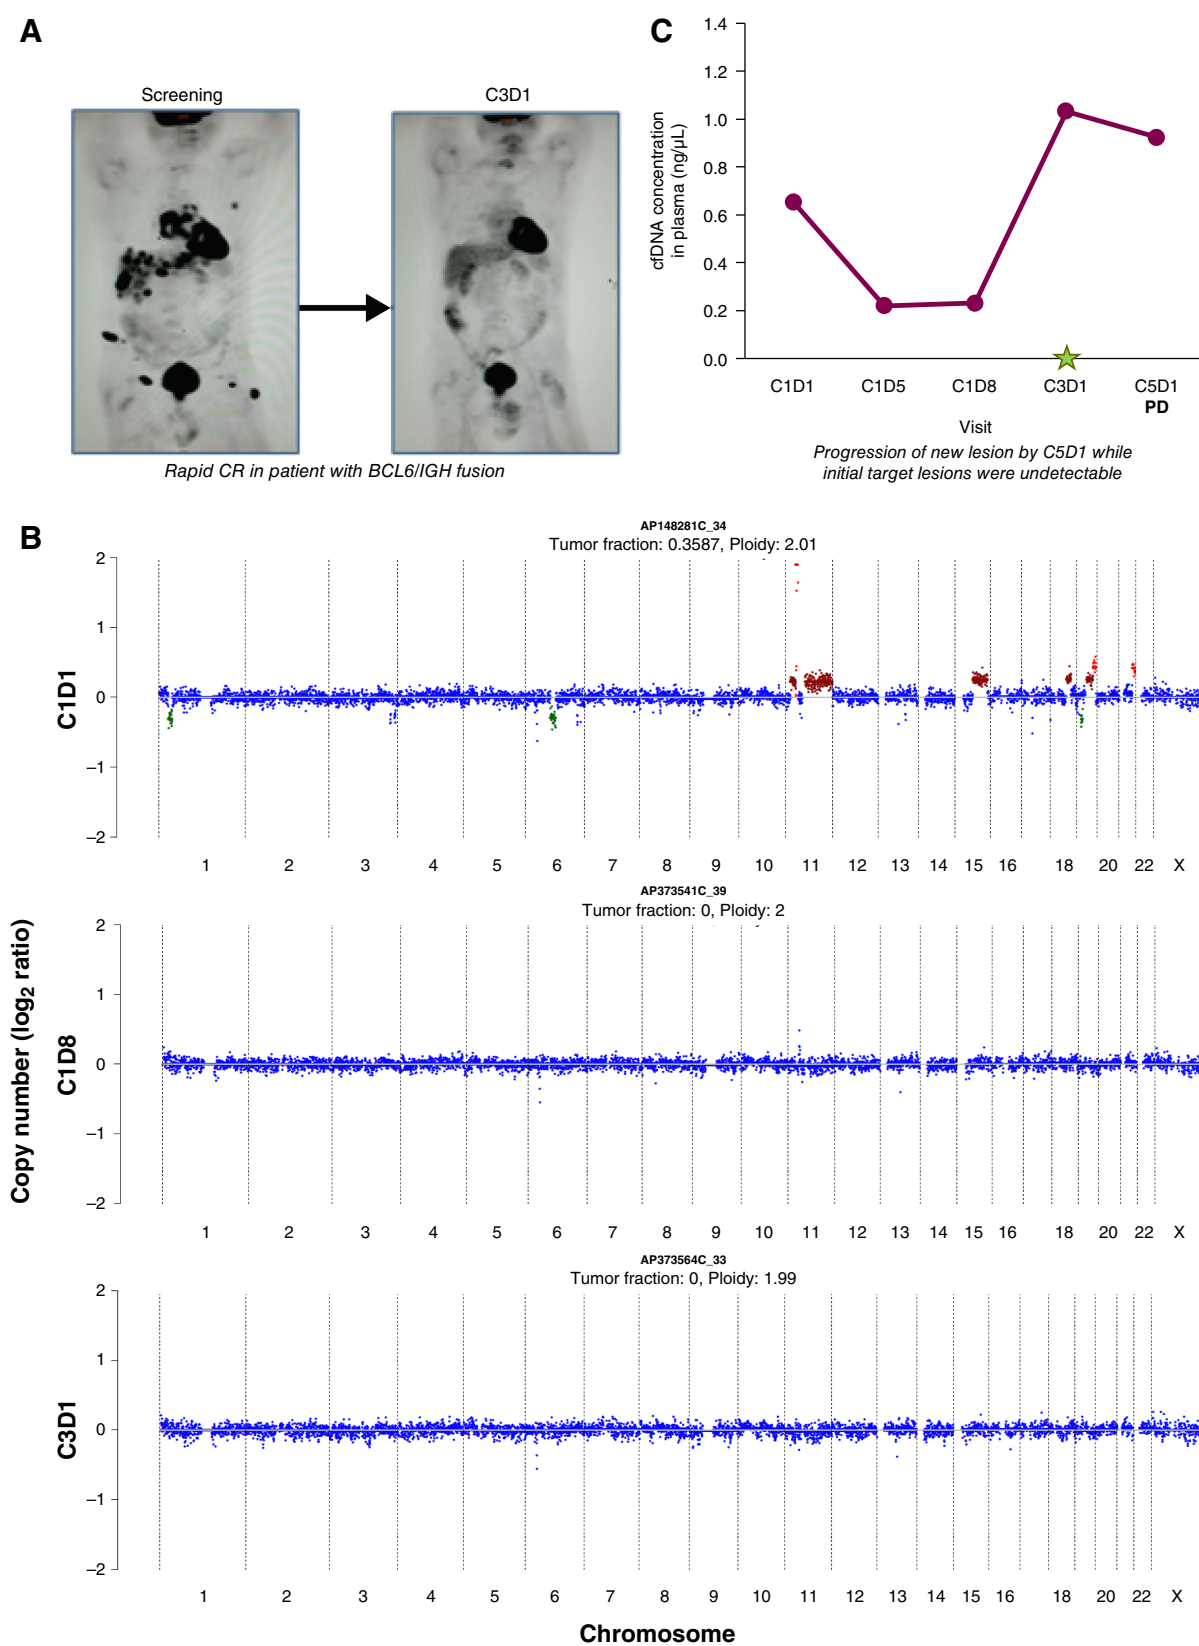 A
Screening
C3D1
Rapid CR in patient with BCL6/IGH fusion
C
cfDNA concentration
in plasma (ng/µL)
1.4
1.2
1.0
0.8
0.6
0.4
0.2
0.0
C1D1
C1D5
C1D8
C3D1
C5D1
PD
Visit
Progression of new lesion by C5D1 while
initial target lesions were undetectable
B
Copy number (log2 ratio)
AP148281C_34
Tumor fraction: 0.3587, Ploidy: 2.01
C1D1
2
1
0
−1
−2
1 2 3 4 5 6 7 8 9 10 11 12 13 14 15 16 18 20 22 X
AP373541C_39
Tumor fraction: 0, Ploidy: 2
C1D8
2
1
0
−1
−2
1 2 3 4 5 6 7 8 9 10 11 12 13 14 15 16 18 20 22 X
AP373564C_33
Tumor fraction: 0, Ploidy: 1.99
C3D1
2
1
0
−1
−2
1 2 3 4 5 6 7 8 9 10 11 12 13 14 15 16 18 20 22 X
Chromosome